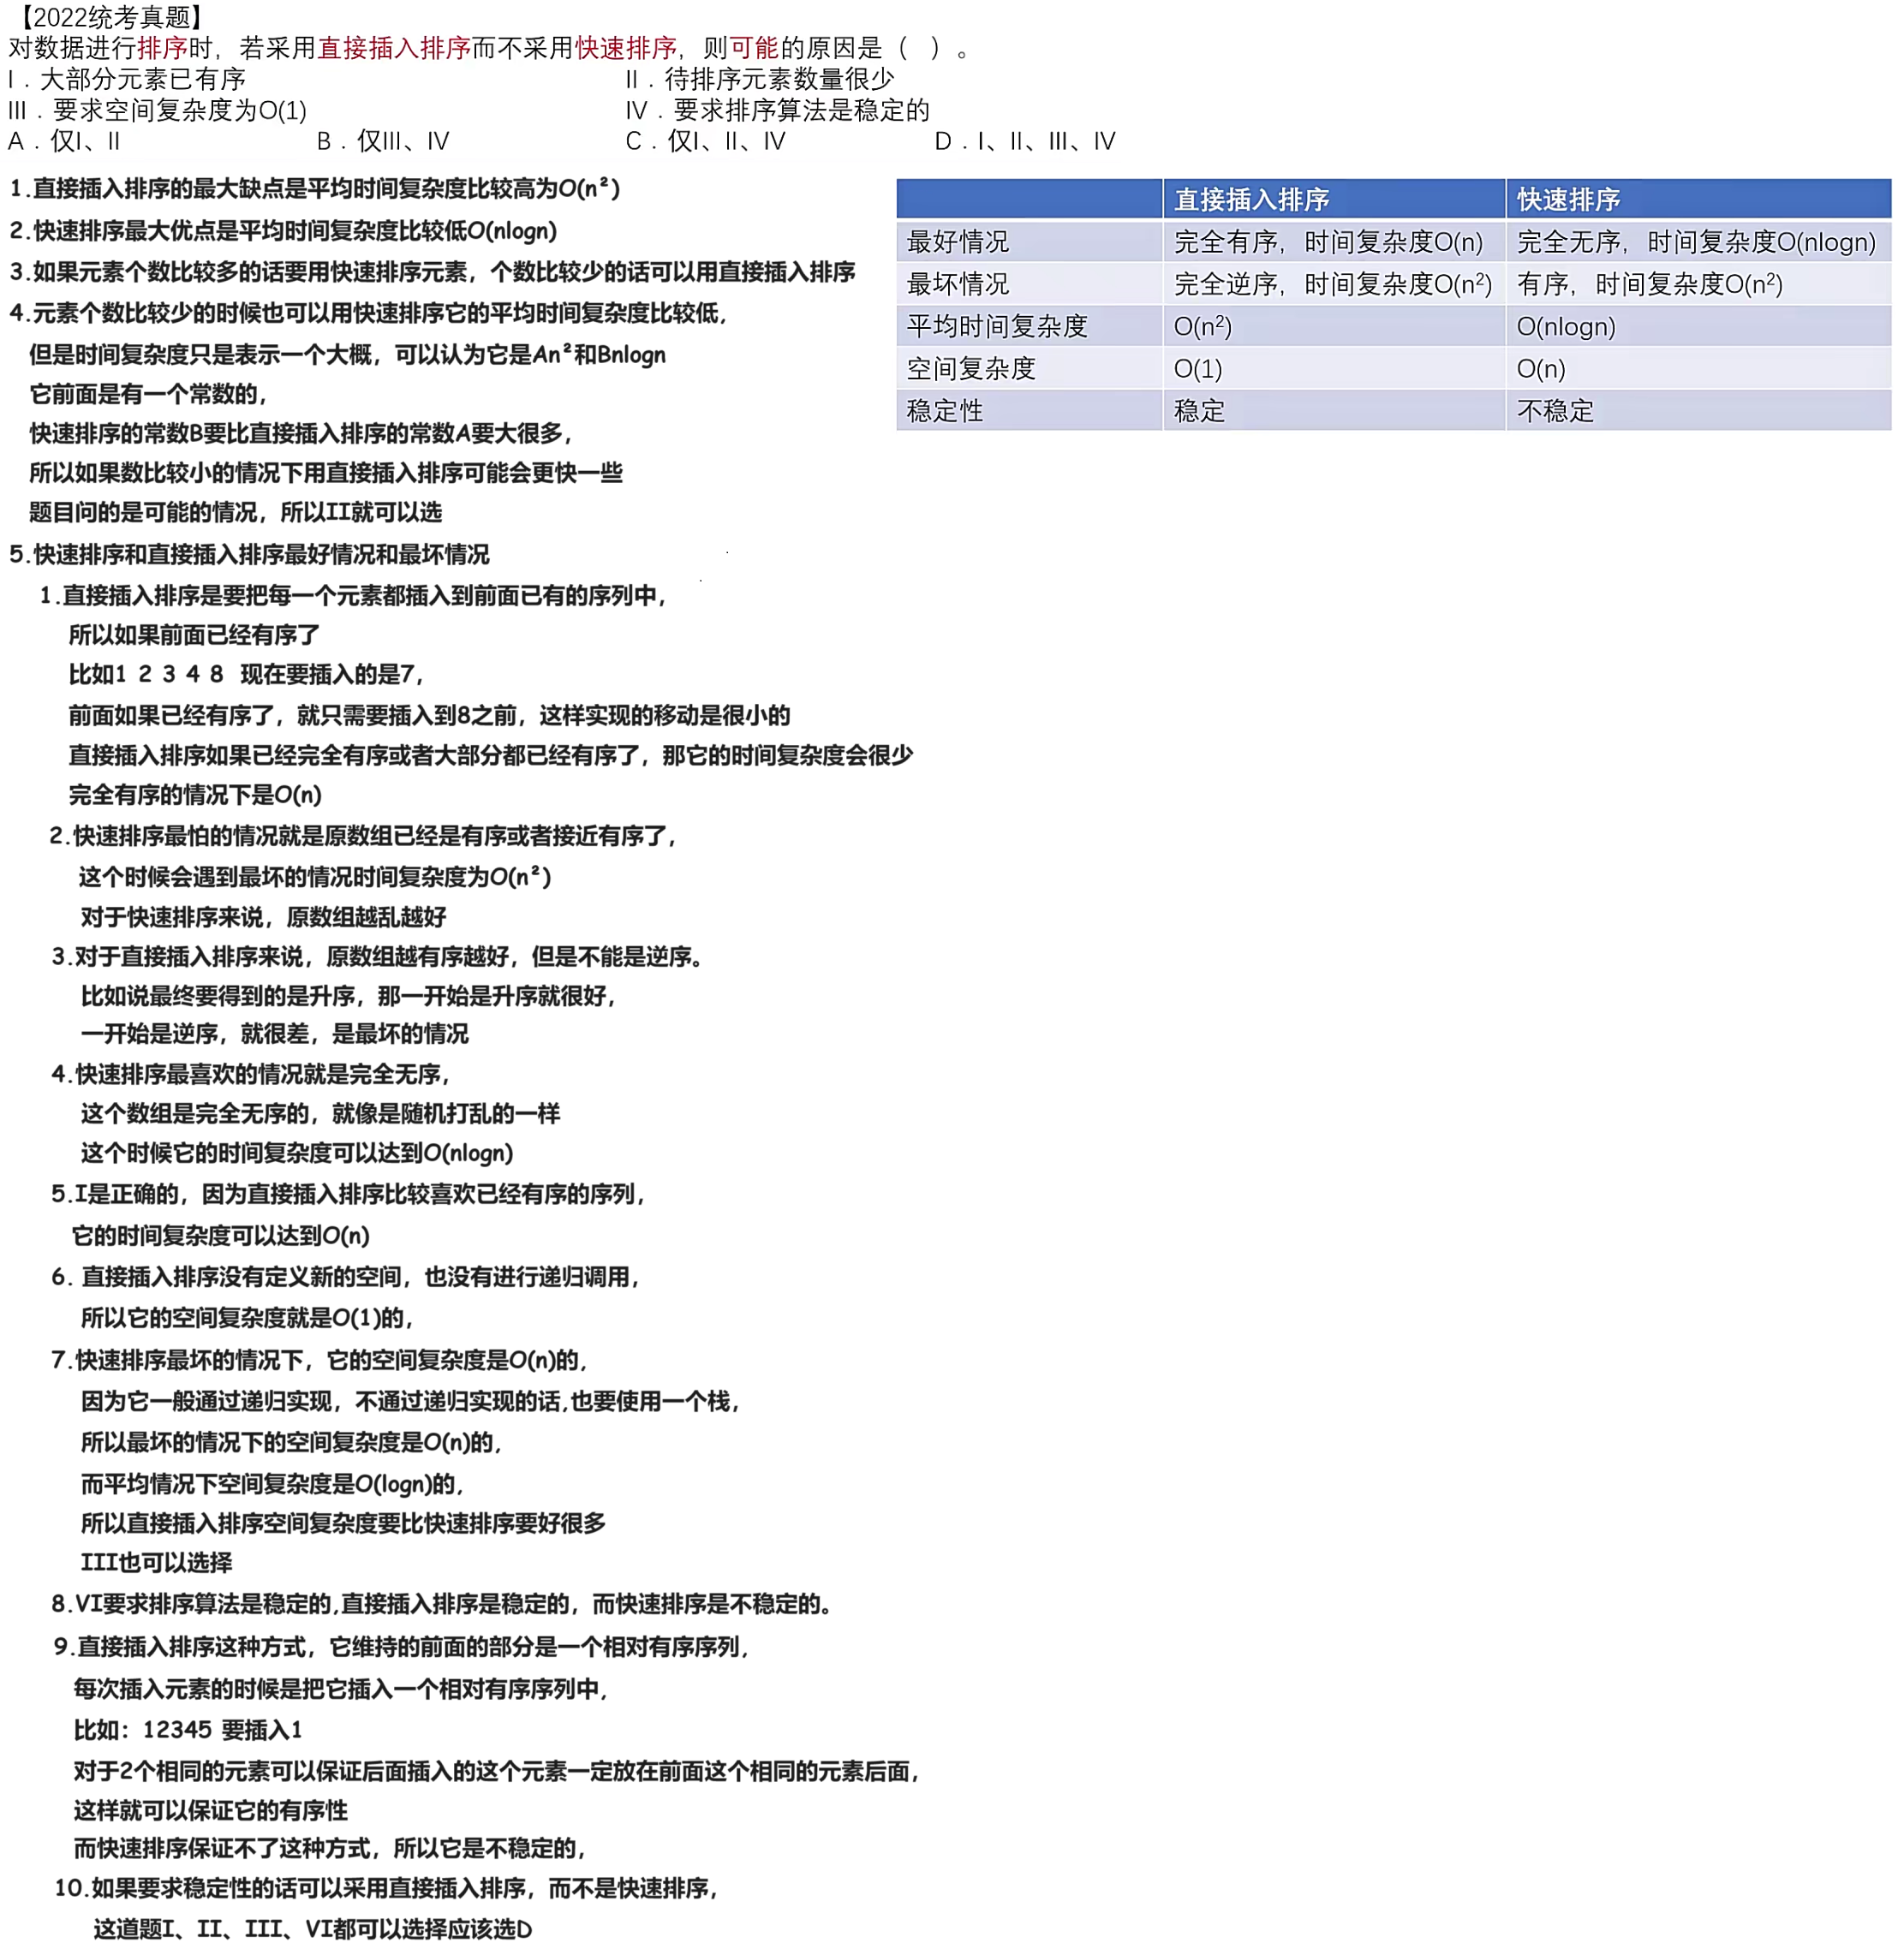 【2022统考真题】
对数据进行排序时，若采用直接插入排序而不采用快速排序，则可能的原因是（ ）。
I．大部分元素已有序 II．待排序元素数量很少
III．要求空间复杂度为O(1) IV．要求排序算法是稳定的
A．仅I、II B．仅III、IV C．仅I、II、IV D．I、II、III、IV
1.直接插入排序的最大缺点是平均时间复杂度比较高为O(n²)
2.快速排序最大优点是平均时间复杂度比较低O(nlogn)
3.如果元素个数比较多的话要用快速排序元素，个数比较少的话可以用直接插入排序
4.元素个数比较少的时候也可以用快速排序它的平均时间复杂度比较低，
但是时间复杂度只是表示一个大概，可以认为它是An²和Bnlogn
它前面是有一个常数的，
快速排序的常数B要比直接插入排序的常数A要大很多，
所以如果数比较小的情况下用直接插入排序可能会更快一些
题目问的是可能的情况，所以II就可以选
5.快速排序和直接插入排序最好情况和最坏情况
1.直接插入排序是要把每一个元素都插入到前面已有的序列中，
所以如果前面已经有序了
比如1 2 3 4 8 现在要插入的是7，
前面如果已经有序了，就只需要插入到8之前，这样实现的移动是很小的
直接插入排序如果已经完全有序或者大部分都已经有序了，那它的时间复杂度会很少
完全有序的情况下是O(n)
2.快速排序最怕的情况就是原数组已经是有序或者接近有序了，
这个时候会遇到最坏的情况时间复杂度为O(n²)
对于快速排序来说，原数组越乱越好
3.对于直接插入排序来说，原数组越有序越好，但是不能是逆序。
比如说最终要得到的是升序，那一开始是升序就很好，
一开始是逆序，就很差，是最坏的情况
4.快速排序最喜欢的情况就是完全无序，
这个数组是完全无序的，就像是随机打乱的一样
这个时候它的时间复杂度可以达到O(nlogn)
5.I是正确的，因为直接插入排序比较喜欢已经有序的序列，
它的时间复杂度可以达到O(n)
6. 直接插入排序没有定义新的空间，也没有进行递归调用，
所以它的空间复杂度就是O(1)的，
7.快速排序最坏的情况下，它的空间复杂度是O(n)的，
因为它一般通过递归实现，不通过递归实现的话,也要使用一个栈，
所以最坏的情况下的空间复杂度是O(n)的，
而平均情况下空间复杂度是O(logn)的，
所以直接插入排序空间复杂度要比快速排序要好很多
III也可以选择
8.VI要求排序算法是稳定的,直接插入排序是稳定的，而快速排序是不稳定的。
9.直接插入排序这种方式，它维持的前面的部分是一个相对有序序列，
每次插入元素的时候是把它插入一个相对有序序列中，
比如：12345 要插入1
对于2个相同的元素可以保证后面插入的这个元素一定放在前面这个相同的元素后面，
这样就可以保证它的有序性
而快速排序保证不了这种方式，所以它是不稳定的，
10.如果要求稳定性的话可以采用直接插入排序，而不是快速排序，
这道题I、II、III、VI都可以选择应该选D
直接插入排序 快速排序
最好情况 完全有序，时间复杂度O(n) 完全无序，时间复杂度O(nlogn)
最坏情况 完全逆序，时间复杂度O(n²) 有序，时间复杂度O(n²)
平均时间复杂度 O(n²) O(nlogn)
空间复杂度 O(1) O(n)
稳定性 稳定 不稳定